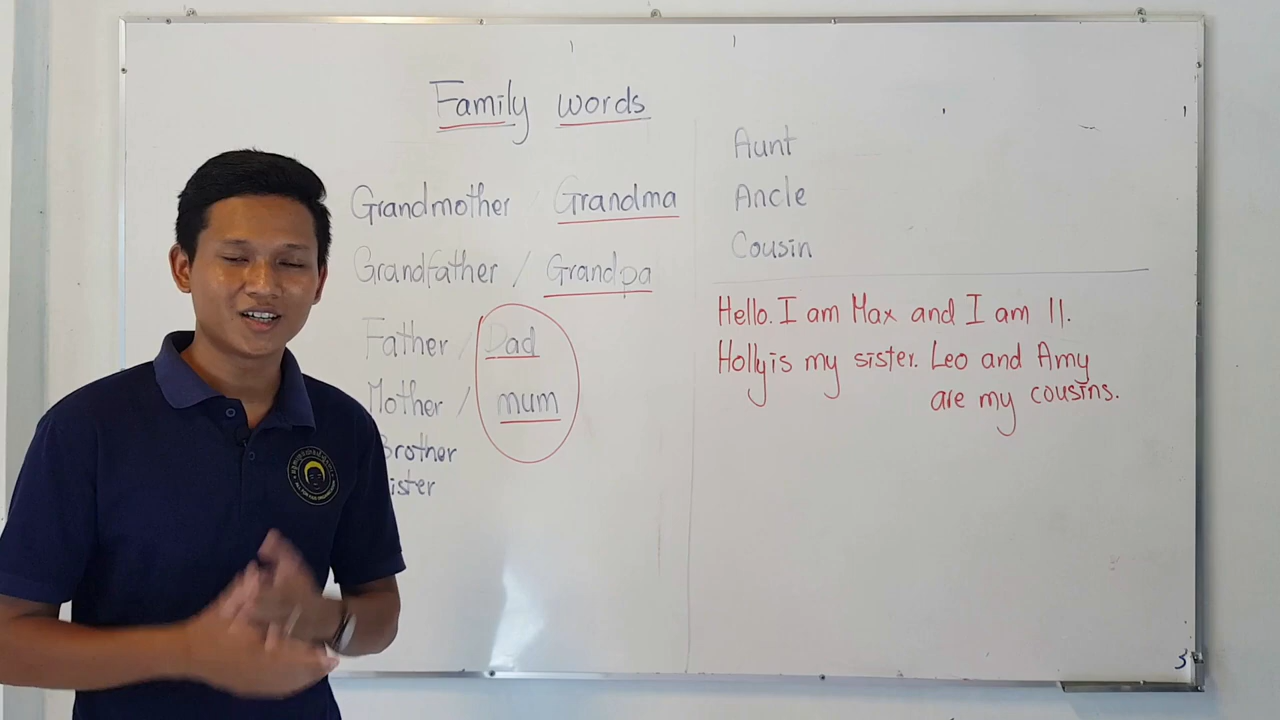 Family words
Grandmother / Grandma
Grandfather / Grandpa
Father / Dad
Mother / mum
Brother
ister
Aunt
Ancle
Cousin
Hello. I am Max and I am 11.
Holly is my sister. Leo and Amy
are my cousins.
3